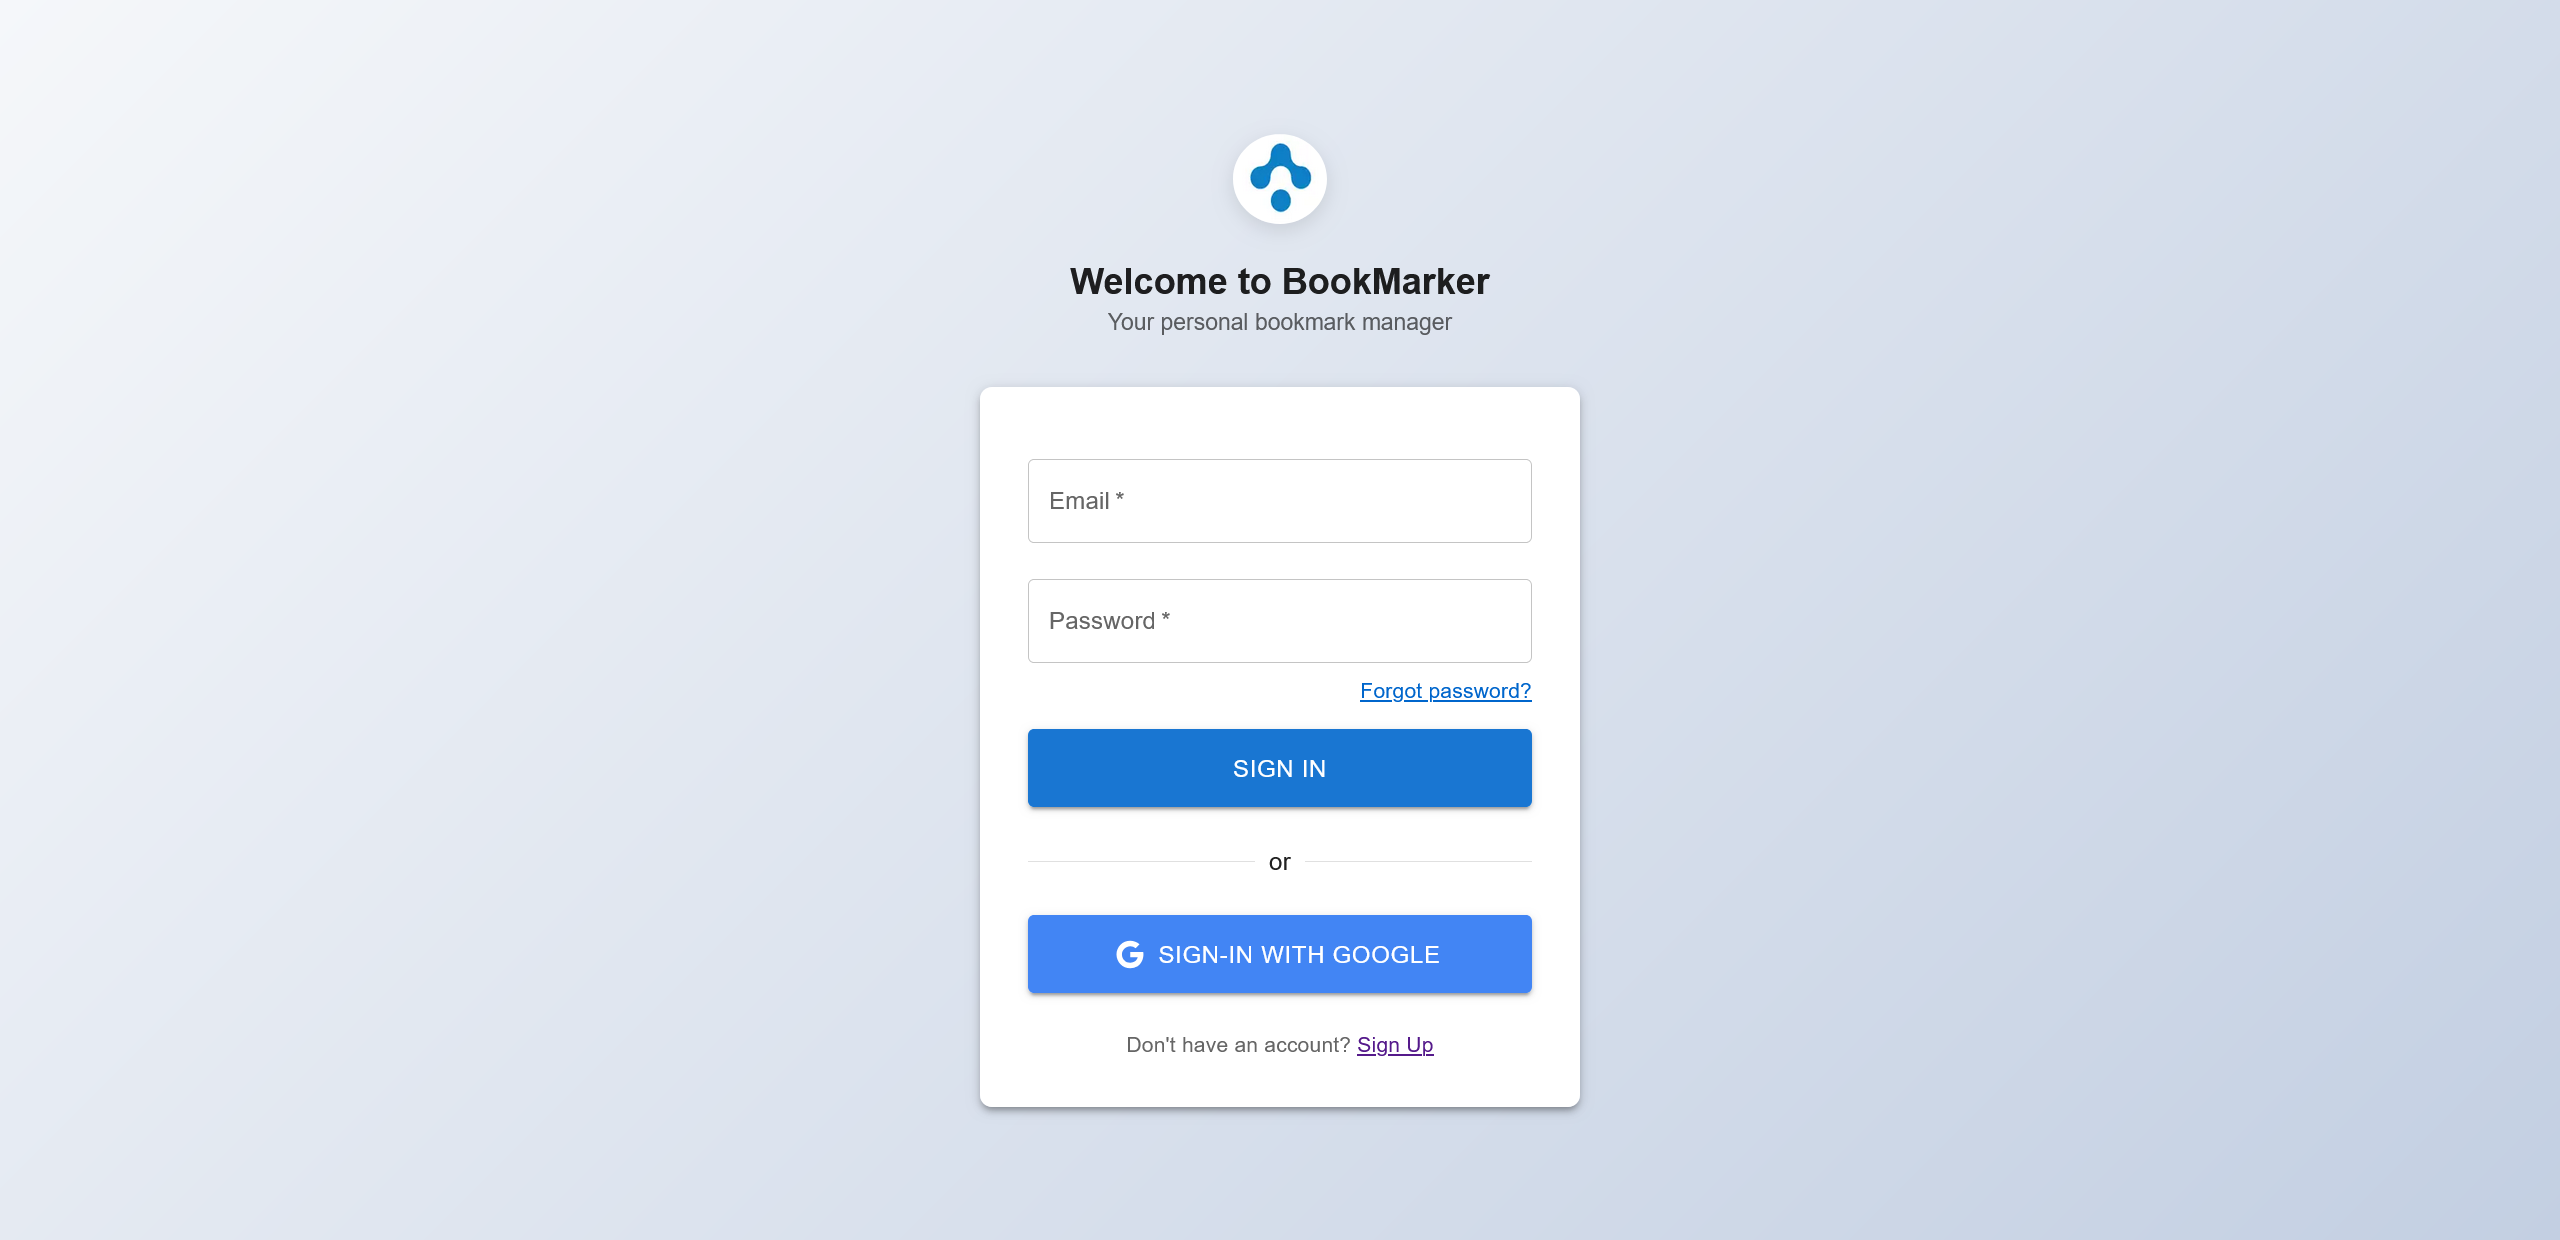 Welcome to BookMarker
Your personal bookmark manager
Email *
Password *
Forgot password?
SIGN IN
or
SIGN-IN WITH GOOGLE
Don't have an account? Sign Up